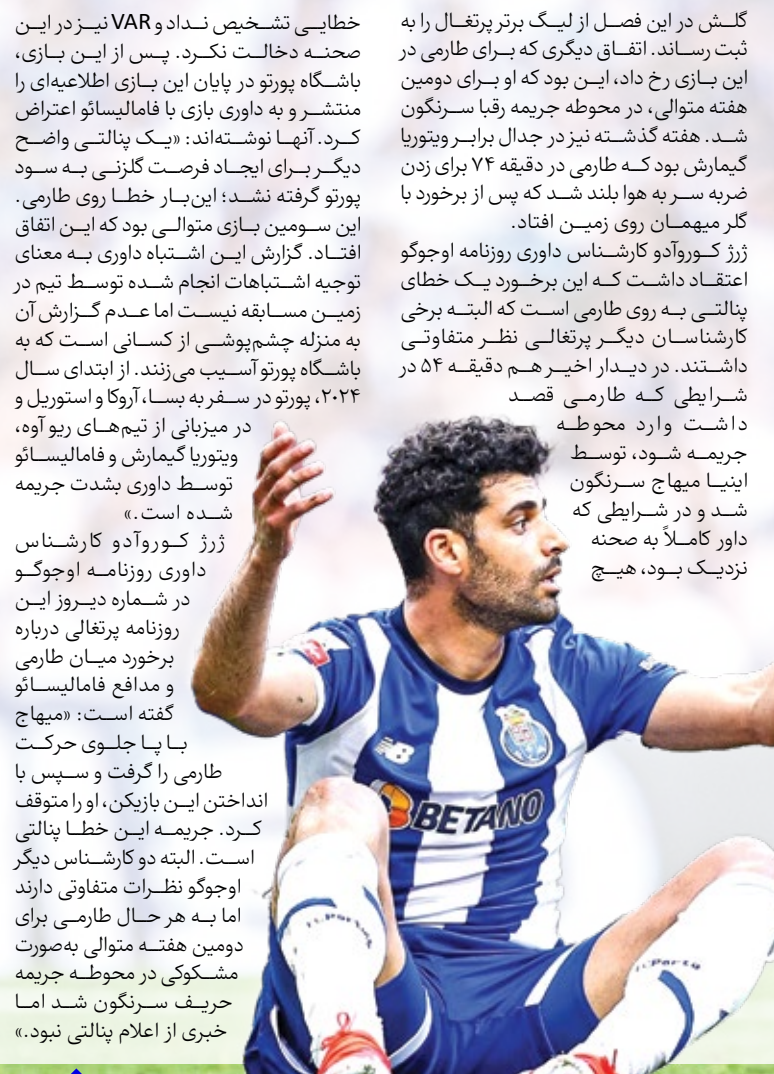 گلش در این فصل از لیگ برتر پرتغال را به
ثبت رساند. اتفاق دیگری که برای طارمی در
این بازی رخ داد، این بود که او برای دومین
هفته متوالی، در محوطه جریمه رقبا سرنگون
شد. هفته گذشته نیز در جدال برابر ویتوریا
گیمارش بود که طارمی در دقیقه ۷۴ برای زدن
ضربه سر به هوا بلند شد که پس از برخورد با
گلر میهمان روی زمین افتاد.
ژرژ کوروآدو کارشناس داوری روزنامه اوجوگو
اعتقاد داشت که این برخورد یک خطای
پنالتی به روی طارمی است که البته برخی
کارشناسان دیگر پرتغالی نظر متفاوتی
داشتند. در دیدار اخیر هم دقیقه ۵۴ در
شرایطی که طارمی قصد
داشت وارد محوطه
جریمه شود، توسط
اینیا میهاج سرنگون
شد و در شرایطی که
داور کاملاً به صحنه
نزدیک بود، هیچ
خطایی تشخیص نداد و VAR نیز در این
صحنه دخالت نکرد. پس از این بازی،
باشگاه پورتو در پایان این بازی اطلاعیه‌ای را
منتشر و به داوری بازی با فامالیسائو اعتراض
کرد. آنها نوشته‌اند: «یک پنالتی واضح
دیگر برای ایجاد فرصت گلزنی به سود
پورتو گرفته نشد؛ این‌بار خطا روی طارمی.
این سومین بازی متوالی بود که این اتفاق
افتاد. گزارش این اشتباه داوری به معنای
توجیه اشتباهات انجام شده توسط تیم در
زمین مسابقه نیست اما عدم گزارش آن
به منزله چشم‌پوشی از کسانی است که به
باشگاه پورتو آسیب می‌زنند. از ابتدای سال
۲۰۲۴، پورتو در سفر به بسا، آروکا و استوریل و
در میزبانی از تیم‌های ریو آوه،
ویتوریا گیمارش و فامالیسائو
توسط داوری بشدت جریمه
شده است.»
ژرژ کوروآدو کارشناس
داوری روزنامه اوجوگو
در شماره دیروز این
روزنامه پرتغالی درباره
برخورد میان طارمی
و مدافع فامالیسائو
گفته است: «میهاج
با پا جلوی حرکت
طارمی را گرفت و سپس با
انداختن این بازیکن، او را متوقف
کرد. جریمه این خطا پنالتی
است. البته دو کارشناس دیگر
اوجوگو نظرات متفاوتی دارند
اما به هر حال طارمی برای
دومین هفته متوالی به‌صورت
مشکوکی در محوطه جریمه
حریف سرنگون شد اما
خبری از اعلام پنالتی نبود.»
NB
BETANO
F.C.Porto
F.C.Porto